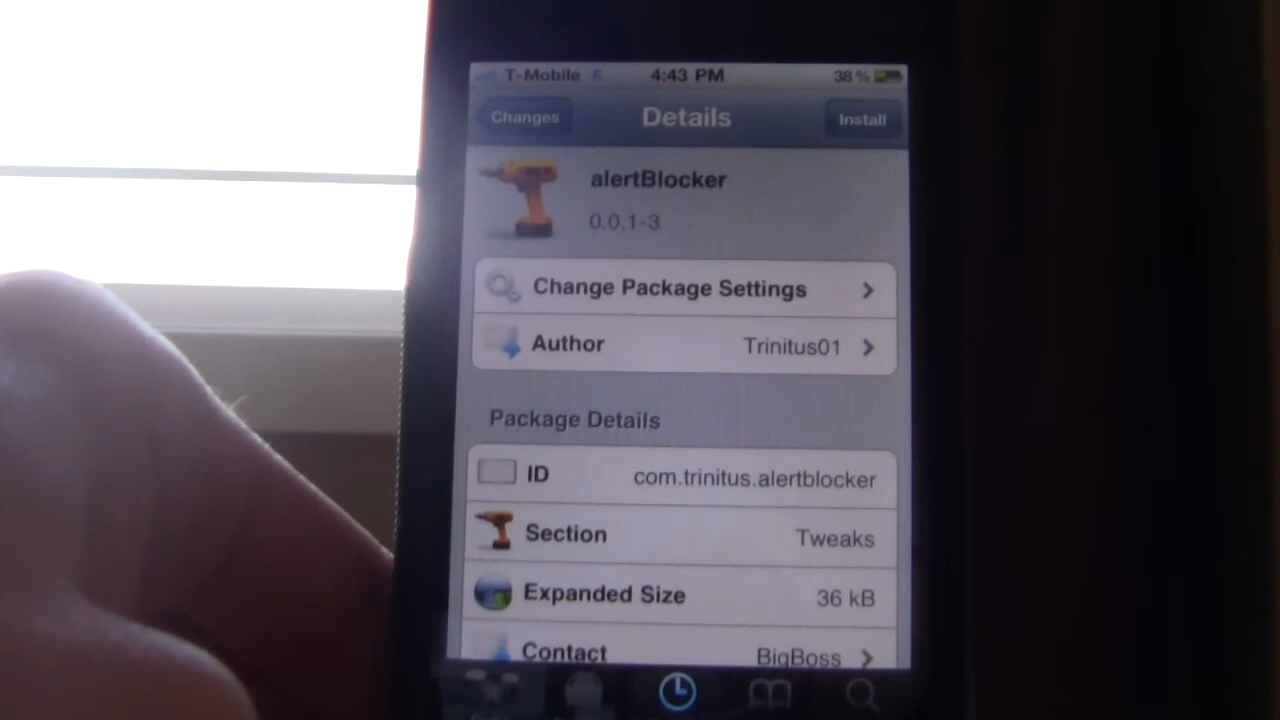 T-Mobile E 4:43 PM 38%
Changes Details Install
alertBlocker
0.0.1-3
Change Package Settings
Author Trinitus01
Package Details
ID com.trinitus.alertblocker
Section Tweaks
Expanded Size 36 kB
Contact BigBoss